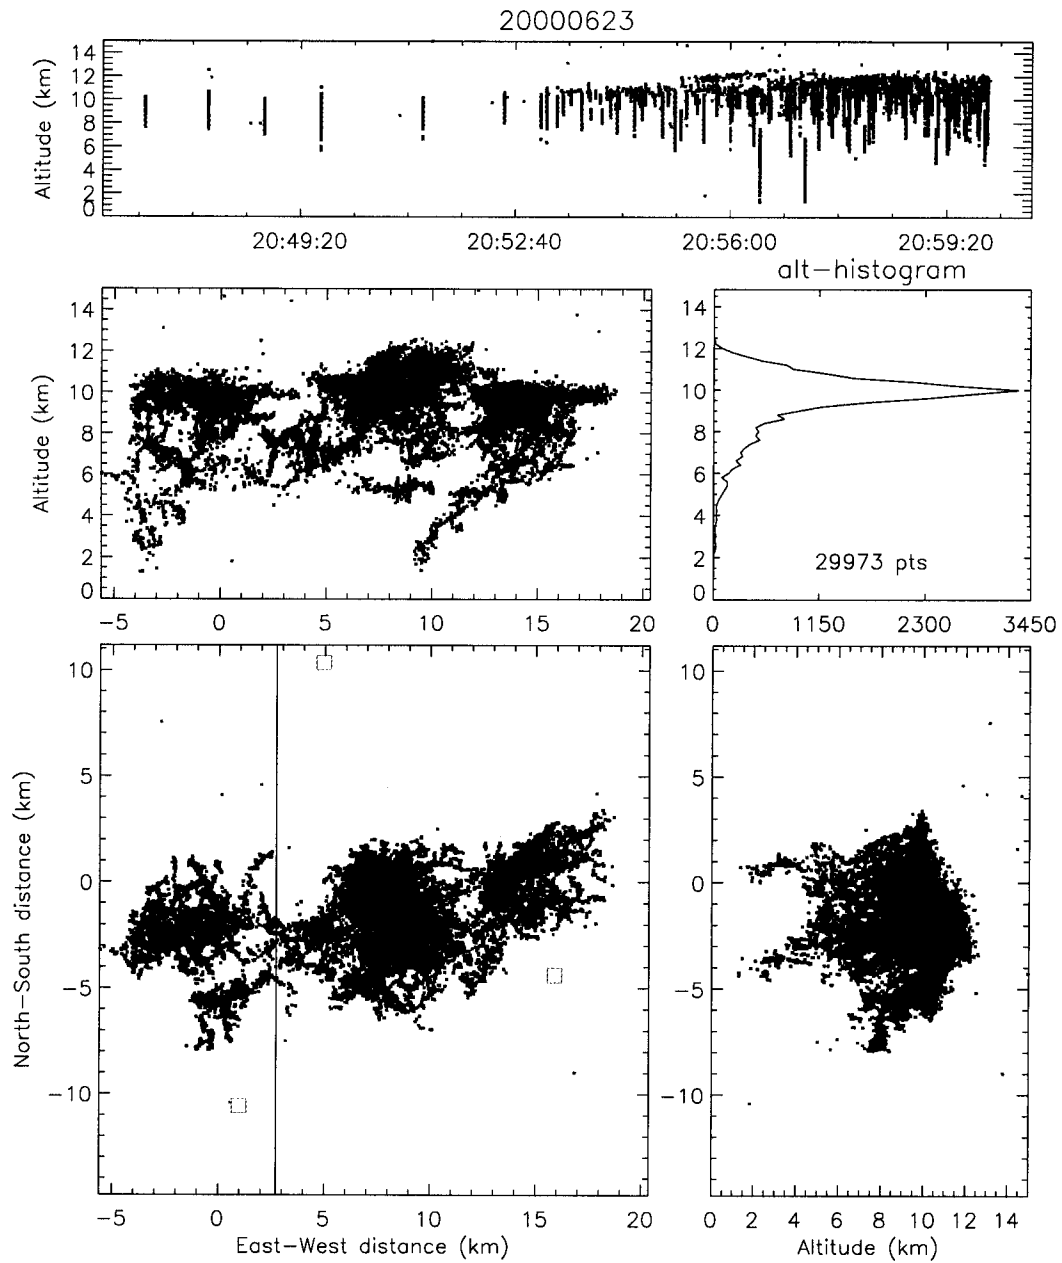 20000623
Altitude (km)
14
12
10
8
6
4
2
0
20:49:20 20:52:40 20:56:00 20:59:20
alt-histogram
Altitude (km)
14
12
10
8
6
4
2
0
-5 0 5 10 15 20
14
12
10
8
6
4
2
0
29973 pts
0 1150 2300 3450
North-South distance (km)
10
5
0
-5
-10
-5 0 5 10 15 20
East-West distance (km)
10
5
0
-5
-10
0 2 4 6 8 10 12 14
Altitude (km)